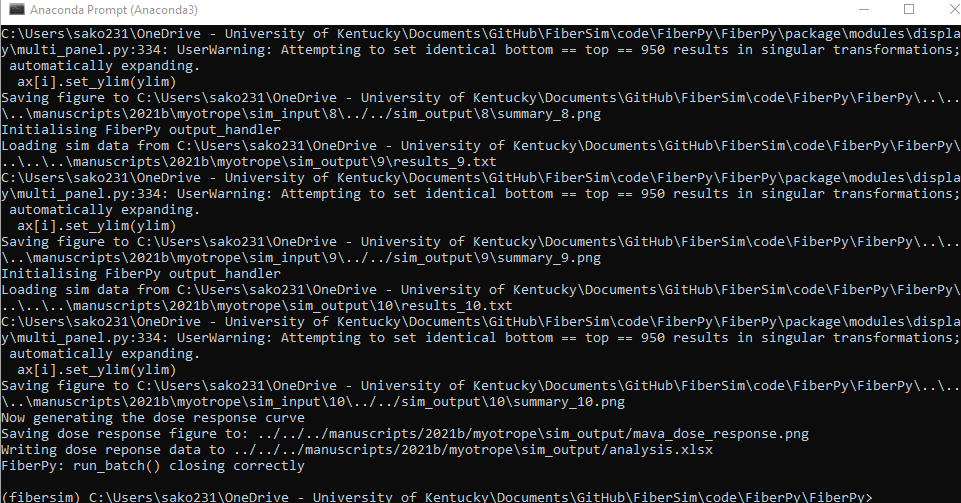 Anaconda Prompt (Anaconda3)
C:\Users\sako231\OneDrive - University of Kentucky\Documents\GitHub\FiberSim\code\FiberPy\FiberPy\package\modules\displa
y\multi_panel.py:334: UserWarning: Attempting to set identical bottom == top == 950 results in singular transformations;
 automatically expanding.
  ax[i].set_ylim(ylim)
Saving figure to C:\Users\sako231\OneDrive - University of Kentucky\Documents\GitHub\FiberSim\code\FiberPy\FiberPy\..\..
\..\manuscripts\2021b\myotrope\sim_input\8\../../sim_output\8\summary_8.png
Initialising FiberPy output_handler
Loading sim data from C:\Users\sako231\OneDrive - University of Kentucky\Documents\GitHub\FiberSim\code\FiberPy\FiberPy\
..\..\..\manuscripts\2021b\myotrope\sim_output\9\results_9.txt
C:\Users\sako231\OneDrive - University of Kentucky\Documents\GitHub\FiberSim\code\FiberPy\FiberPy\package\modules\displa
y\multi_panel.py:334: UserWarning: Attempting to set identical bottom == top == 950 results in singular transformations;
 automatically expanding.
  ax[i].set_ylim(ylim)
Saving figure to C:\Users\sako231\OneDrive - University of Kentucky\Documents\GitHub\FiberSim\code\FiberPy\FiberPy\..\..
\..\manuscripts\2021b\myotrope\sim_input\9\../../sim_output\9\summary_9.png
Initialising FiberPy output_handler
Loading sim data from C:\Users\sako231\OneDrive - University of Kentucky\Documents\GitHub\FiberSim\code\FiberPy\FiberPy\
..\..\..\manuscripts\2021b\myotrope\sim_output\10\results_10.txt
C:\Users\sako231\OneDrive - University of Kentucky\Documents\GitHub\FiberSim\code\FiberPy\FiberPy\package\modules\displa
y\multi_panel.py:334: UserWarning: Attempting to set identical bottom == top == 950 results in singular transformations;
 automatically expanding.
  ax[i].set_ylim(ylim)
Saving figure to C:\Users\sako231\OneDrive - University of Kentucky\Documents\GitHub\FiberSim\code\FiberPy\FiberPy\..\..
\..\manuscripts\2021b\myotrope\sim_input\10\../../sim_output\10\summary_10.png
Now generating the dose response curve
Saving dose response figure to: ../../../manuscripts/2021b/myotrope\sim_output/mava_dose_response.png
Writing dose reponse data to ../../../manuscripts/2021b/myotrope\sim_output/analysis.xlsx
FiberPy: run_batch() closing correctly
(fibersim) C:\Users\sako231\OneDrive - University of Kentucky\Documents\GitHub\FiberSim\code\FiberPy\FiberPy>